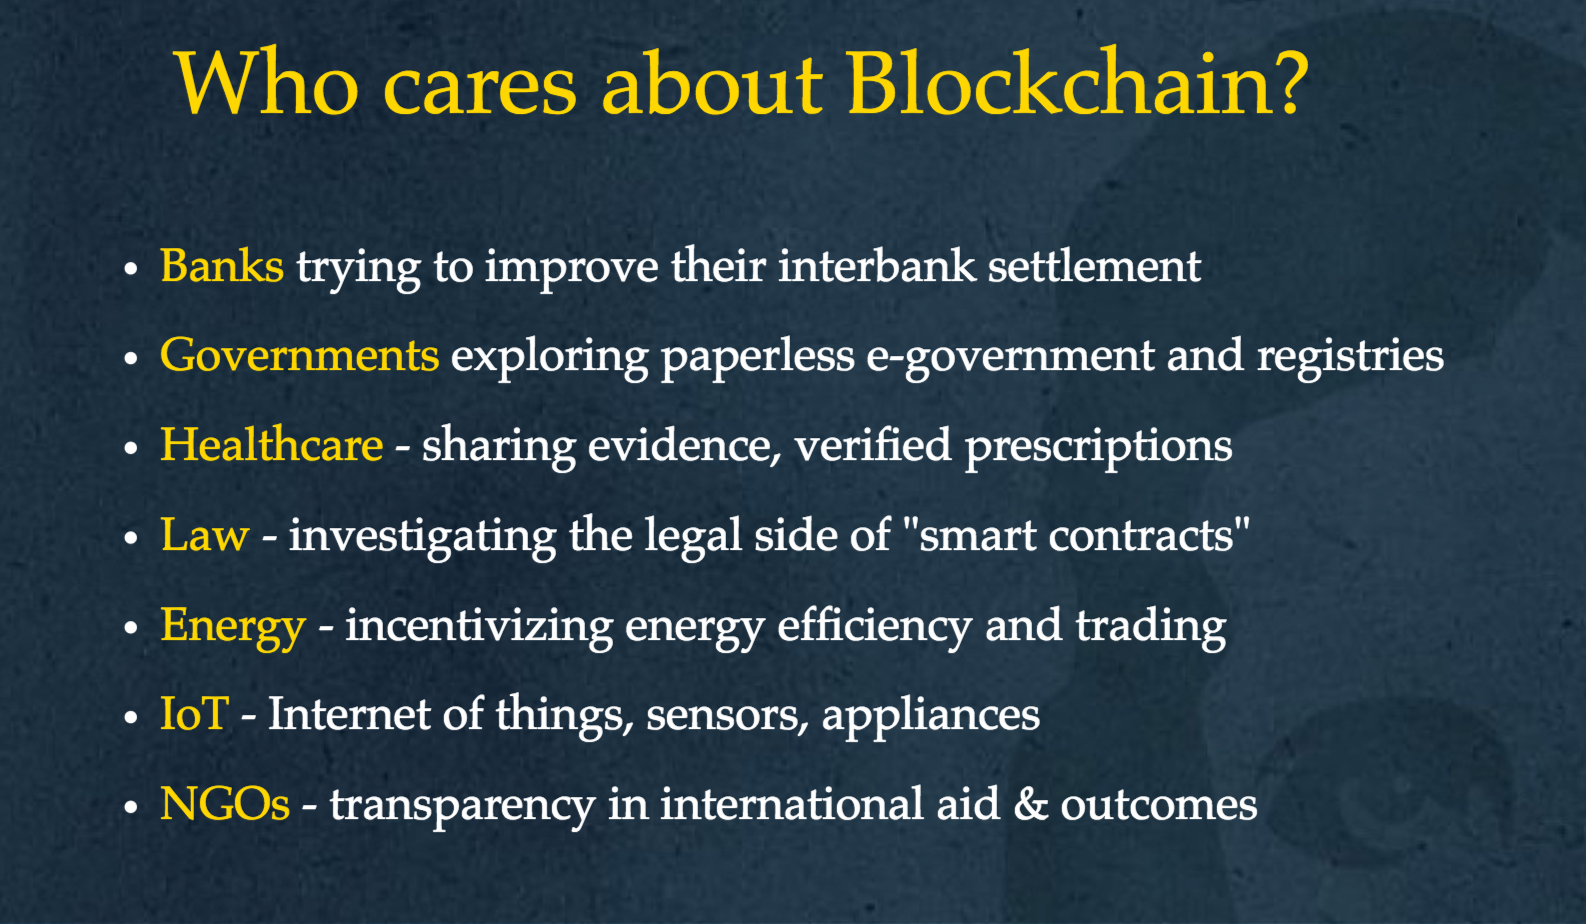 Who cares about Blockchain?
• Banks trying to improve their interbank settlement
• Governments exploring paperless e-government and registries
• Healthcare - sharing evidence, verified prescriptions
• Law - investigating the legal side of "smart contracts"
• Energy - incentivizing energy efficiency and trading
• IoT - Internet of things, sensors, appliances
• NGOs - transparency in international aid & outcomes